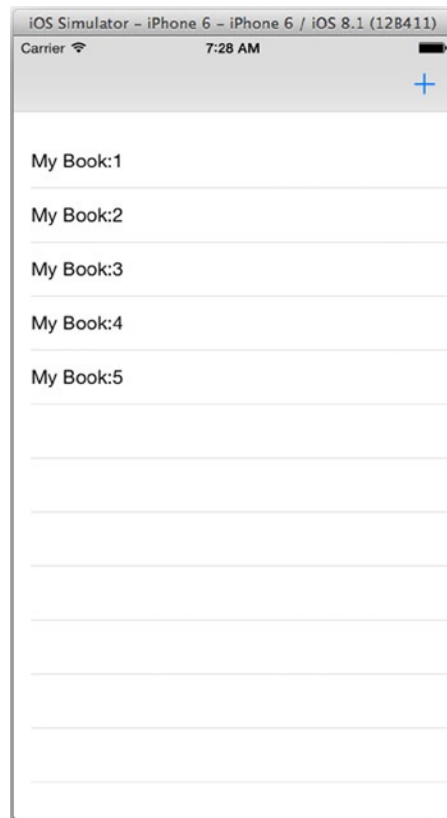 iOS Simulator – iPhone 6 – iPhone 6 / iOS 8.1 (12B411)
Carrier 7:28 AM
+
My Book:1
My Book:2
My Book:3
My Book:4
My Book:5